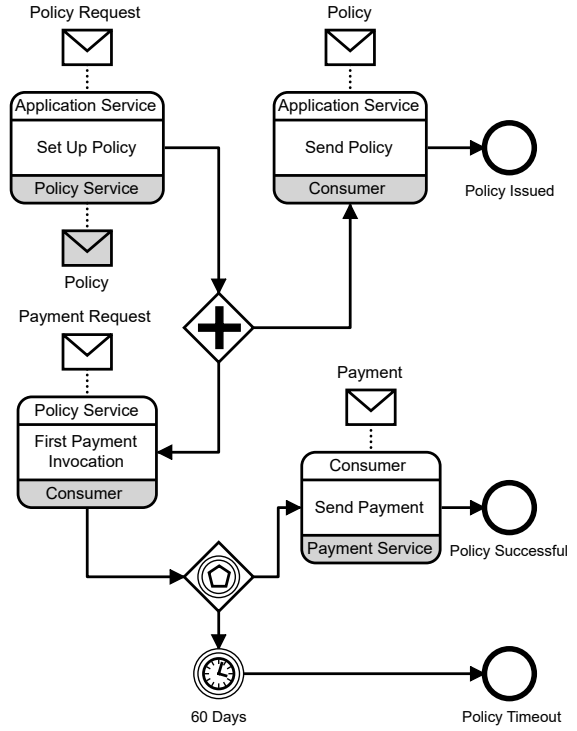 Policy Request
Policy
Application Service
Set Up Policy
Policy Service
Application Service
Send Policy
Consumer
Policy Issued
Policy
Payment Request
Policy Service
First Payment
Invocation
Consumer
Payment
Consumer
Send Payment
Payment Service
Policy Successful
60 Days
Policy Timeout